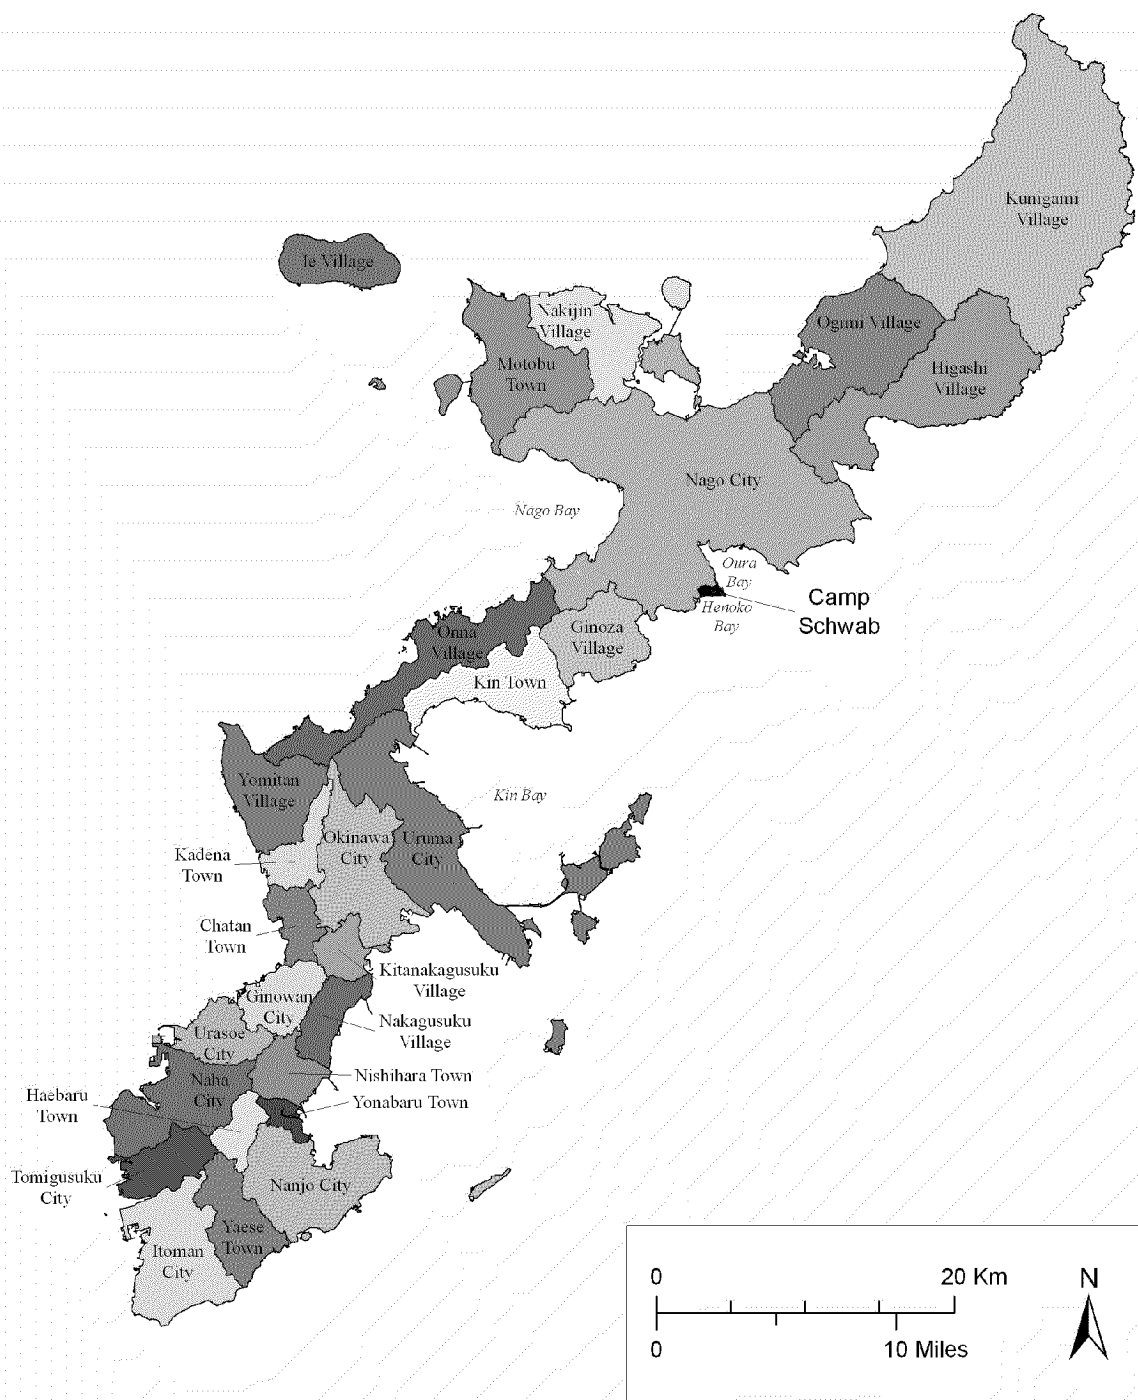 Kunigami
Village
Ie Village
Nakijin
Village
Ogimi Village
Motobu
Town
Higashi
Village
Nago City
Nago Bay
Oura
Bay
Camp
Schwab
Henoko
Bay
Onna
Village
Ginoza
Village
Kin Town
Yomitan
Village
Kin Bay
Okinawa
City
Uruma
City
Kadena
Town
Chatan
Town
Kitanakagusuku
Village
Ginowan
City
Nakagusuku
Village
Urasoe
City
Nishihara Town
Naha
City
Haebaru
Town
Yonabaru Town
Tomigusuku
City
Nanjo City
Yaese
Town
Itoman
City
0 20 Km
0 10 Miles
N